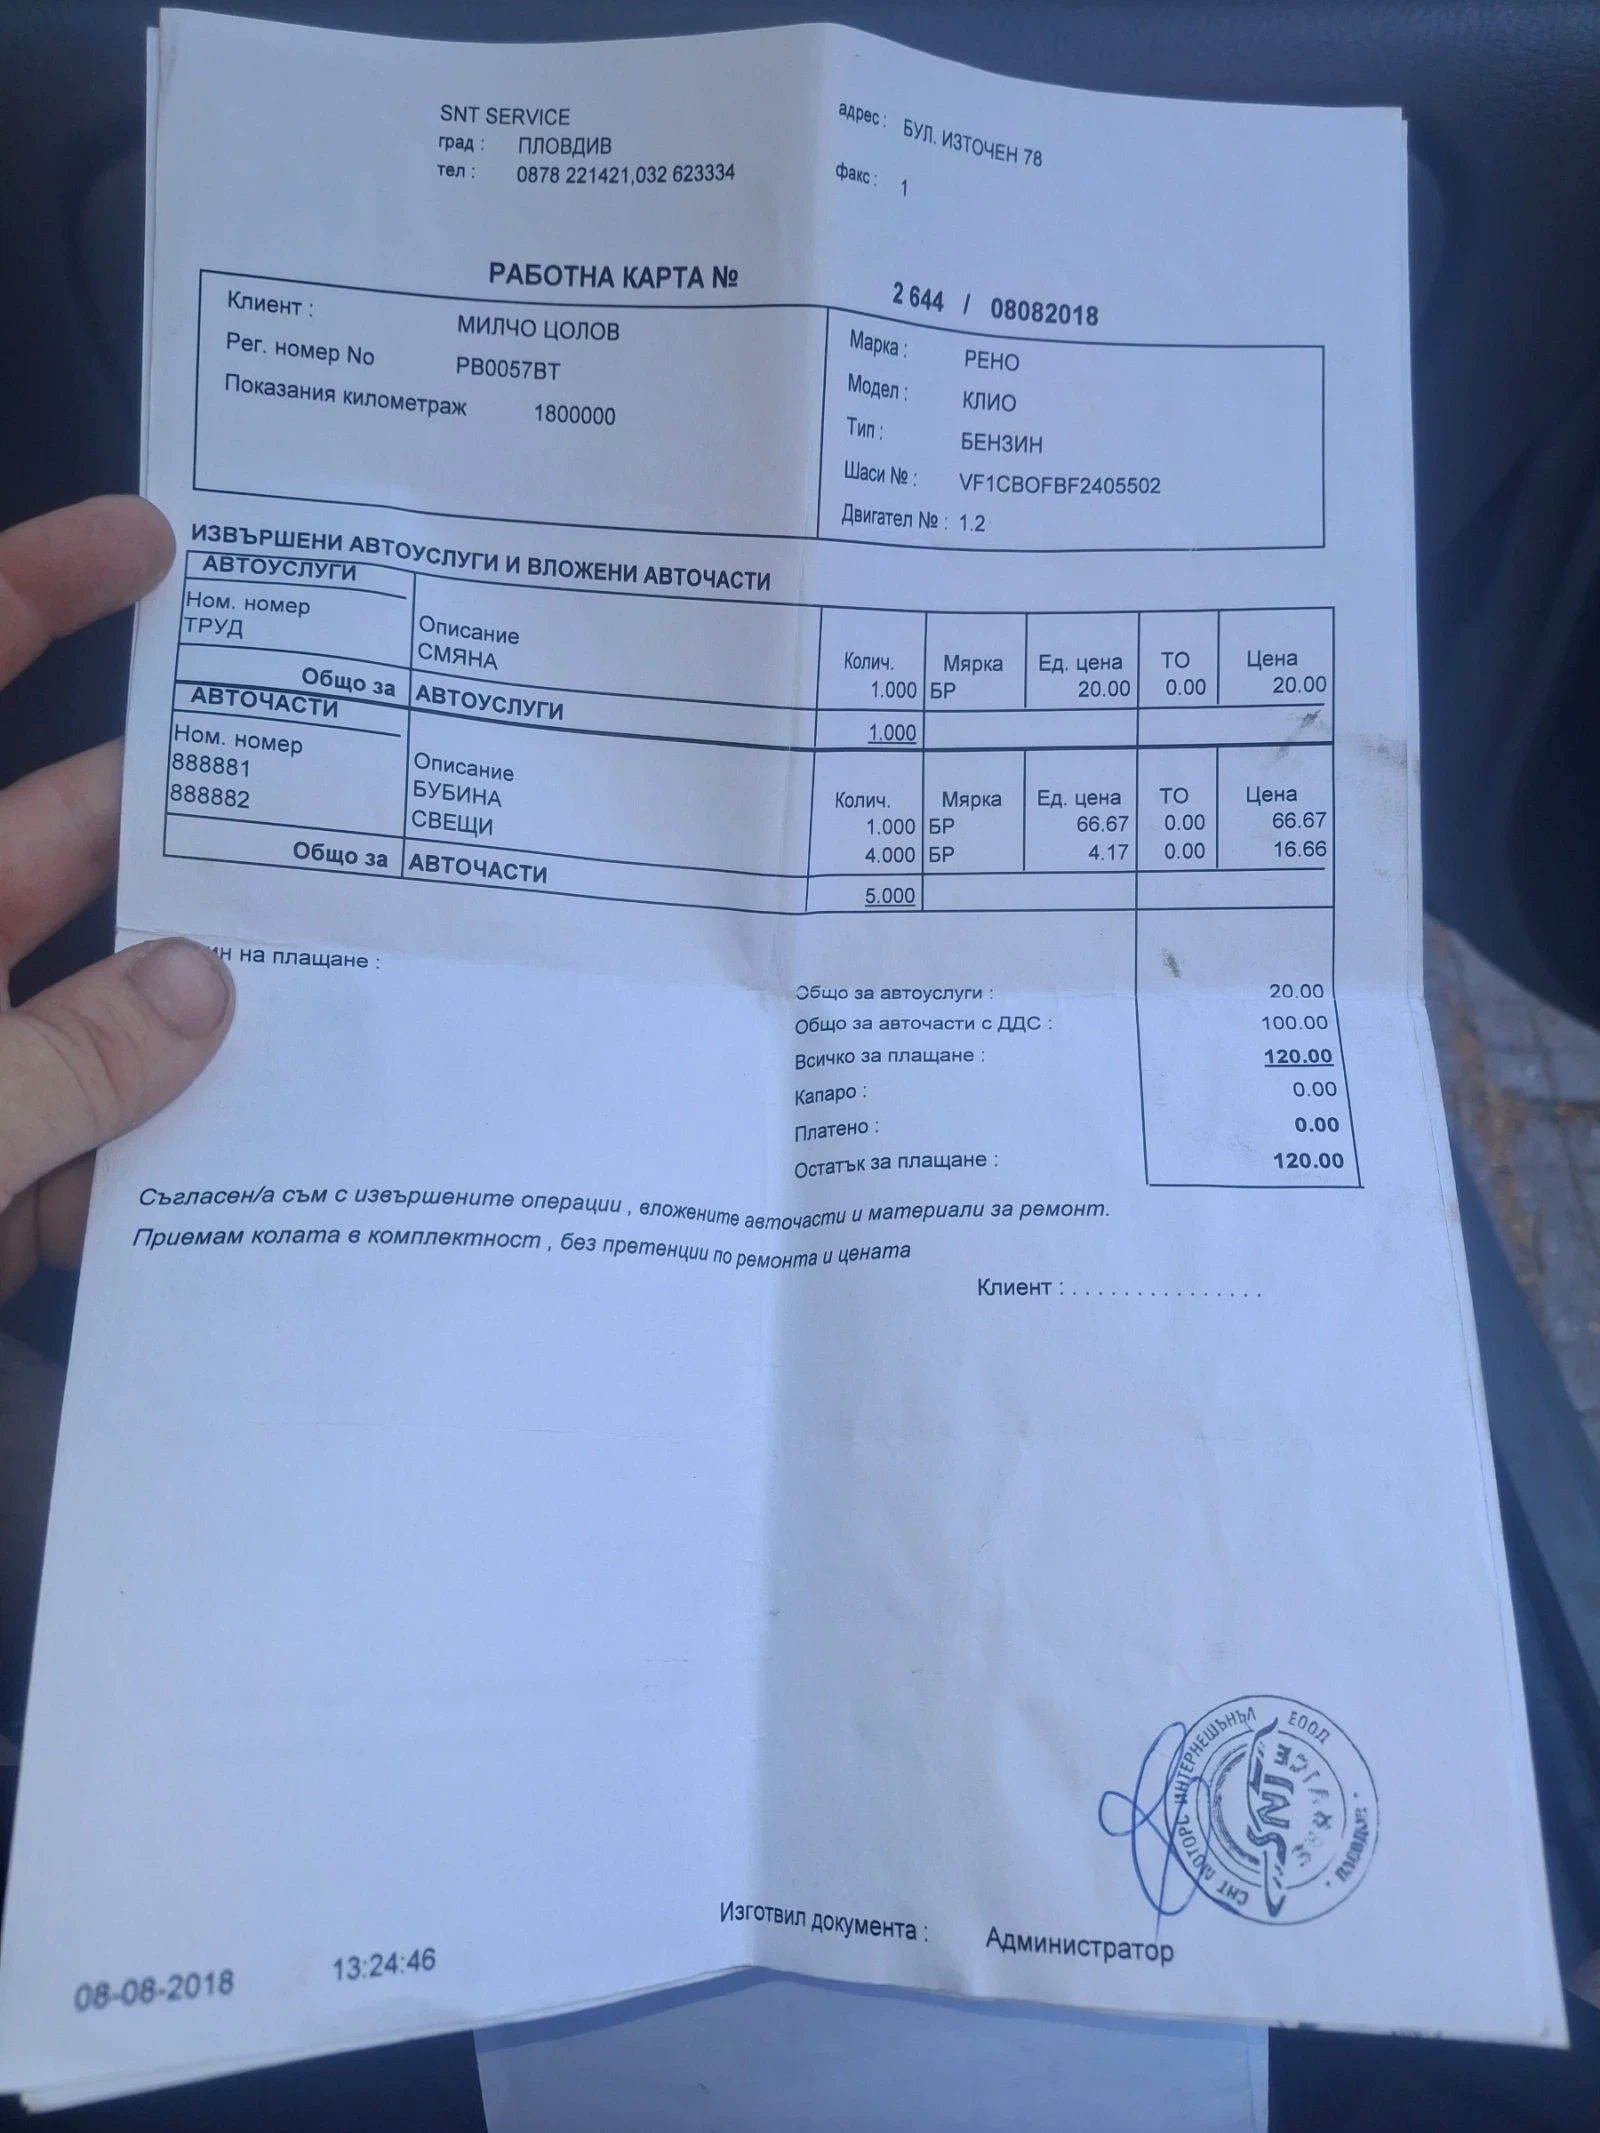 SNT SERVICE
град : ПЛОВДИВ
тел : 0878 221421,032 623334
адрес : БУЛ. ИЗТОЧЕН 78
факс : 1
РАБОТНА КАРТА № 2 644 / 08082018
Клиент : МИЛЧО ЦОЛОВ
Рег. номер No PB0057BT
Показания километраж 1800000
Марка : РЕНО
Модел : КЛИО
Тип : БЕНЗИН
Шаси № : VF1CBOFBF2405502
Двигател № : 1.2
ИЗВЪРШЕНИ АВТОУСЛУГИ И ВЛОЖЕНИ АВТОЧАСТИ
АВТОУСЛУГИ
Ном. номер Описание Колич. Мярка Ед. цена ТО Цена
ТРУД СМЯНА 1.000 БР 20.00 0.00 20.00
Общо за АВТОУСЛУГИ 1.000
АВТОЧАСТИ
Ном. номер Описание Колич. Мярка Ед. цена ТО Цена
888881 БУБИНА 1.000 БР 66.67 0.00 66.67
888882 СВЕЩИ 4.000 БР 4.17 0.00 16.66
Общо за АВТОЧАСТИ 5.000
на плащане :
Общо за автоуслуги : 20.00
Общо за авточасти с ДДС : 100.00
Всичко за плащане : 120.00
Капаро : 0.00
Платено : 0.00
Остатък за плащане : 120.00
Съгласен/а съм с извършените операции , вложените авточасти и материали за ремонт.
Приемам колата в комплектност , без претенции по ремонта и цената
Клиент : . . . . . . . . . . . . . . . .
СНТ МОТОРС ИНТЕРНЕШЪНЪЛ ЕООД
SNT
ПЛОВДИВ
Изготвил документа : Администратор
08-08-2018 13:24:46